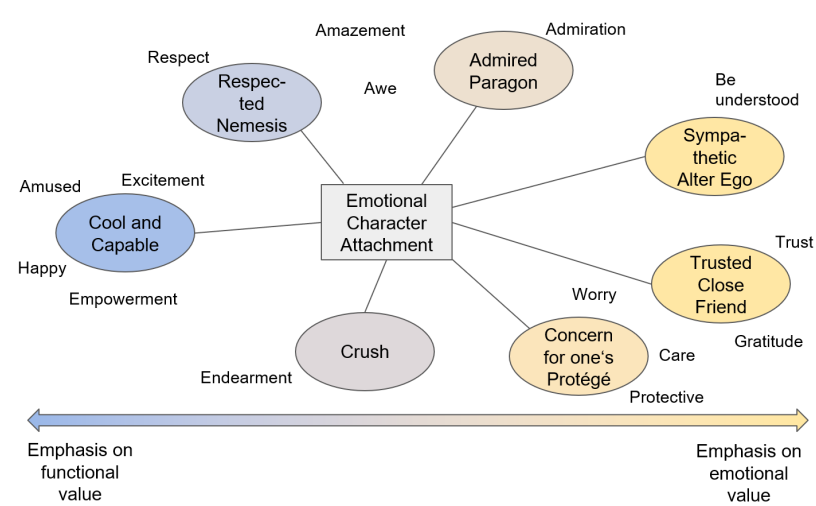 Amazement
Admiration
Respect
Admired
Paragon
Respec-
ted
Nemesis
Awe
Be
understood
Sympa-
thetic
Alter Ego
Amused
Excitement
Cool and
Capable
Emotional
Character
Attachment
Happy
Empowerment
Trust
Trusted
Close
Friend
Gratitude
Worry
Concern
for one‘s
Protégé
Care
Protective
Crush
Endearment
Emphasis on
functional
value
Emphasis on
emotional
value